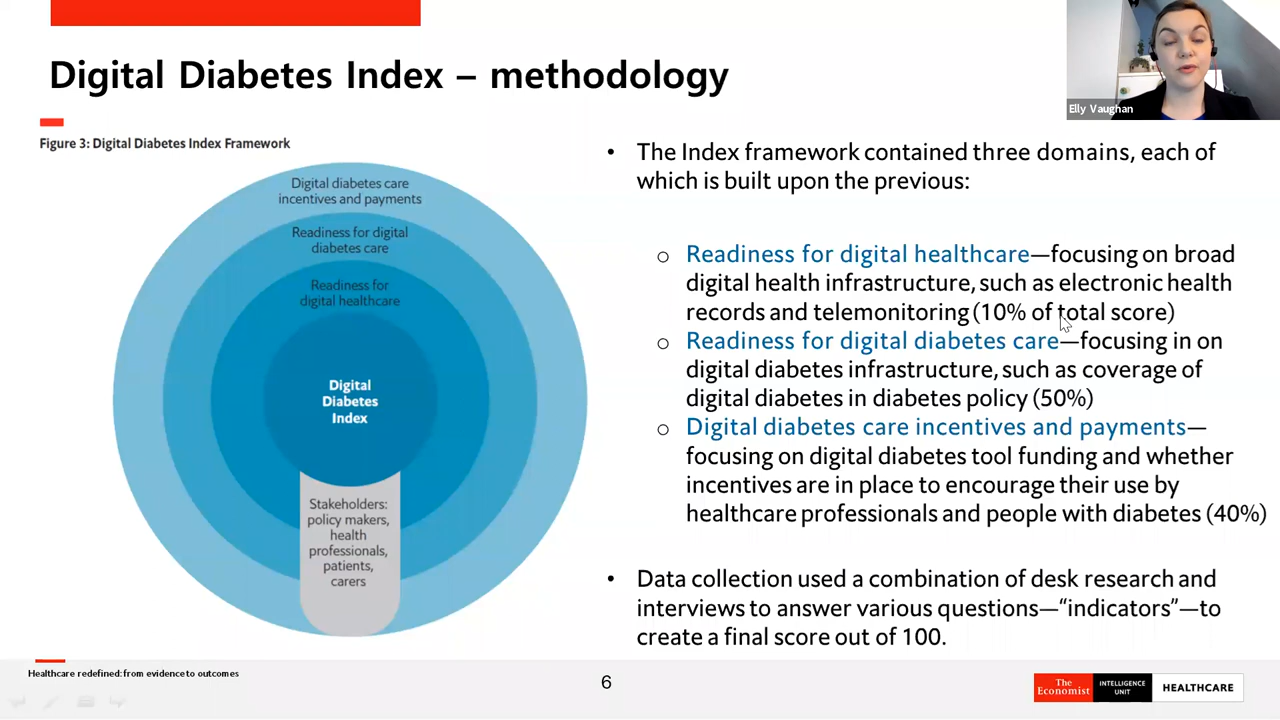 Digital Diabetes Index – methodology
Elly Vaughan
Figure 3: Digital Diabetes Index Framework
Digital diabetes care
incentives and payments
Readiness for digital
diabetes care
Readiness for
digital healthcare
Digital
Diabetes
Index
Stakeholders:
policy makers,
health
professionals,
patients,
carers
• The Index framework contained three domains, each of
which is built upon the previous:
o Readiness for digital healthcare—focusing on broad
digital health infrastructure, such as electronic health
records and telemonitoring (10% of total score)
o Readiness for digital diabetes care—focusing in on
digital diabetes infrastructure, such as coverage of
digital diabetes in diabetes policy (50%)
o Digital diabetes care incentives and payments—
focusing on digital diabetes tool funding and whether
incentives are in place to encourage their use by
healthcare professionals and people with diabetes (40%)
• Data collection used a combination of desk research and
interviews to answer various questions—“indicators”—to
create a final score out of 100.
Healthcare redefined: from evidence to outcomes
6
The
Economist
INTELLIGENCE
UNIT
HEALTHCARE